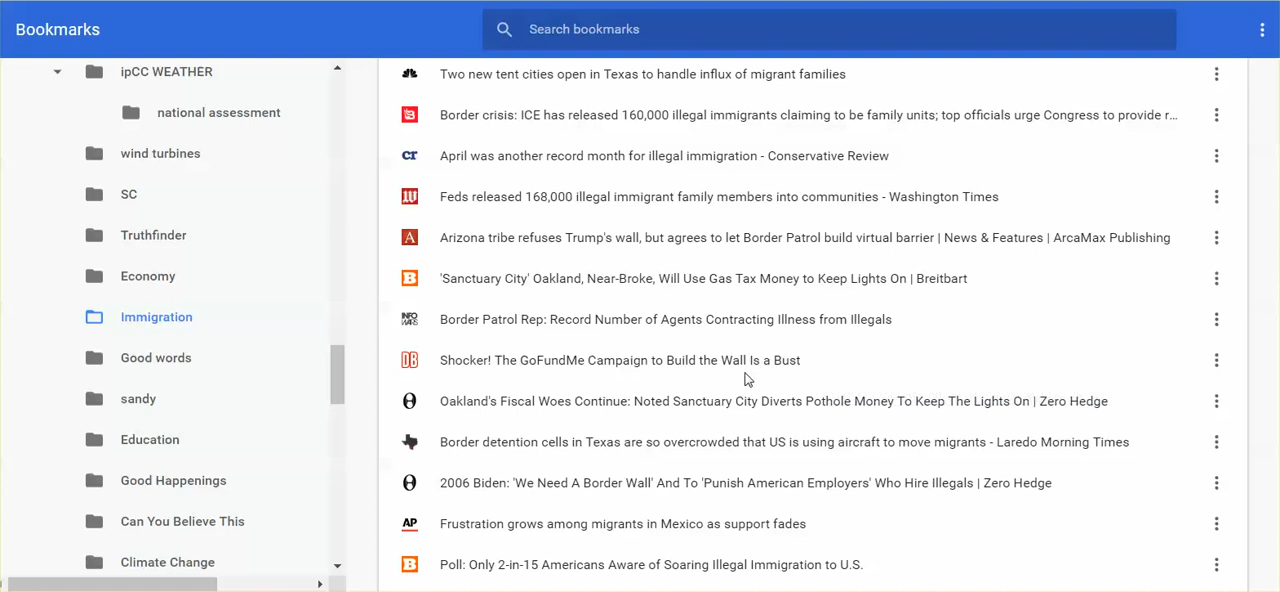 Bookmarks
Search bookmarks
ipCC WEATHER
national assessment
wind turbines
SC
Truthfinder
Economy
Immigration
Good words
sandy
Education
Good Happenings
Can You Believe This
Climate Change
Two new tent cities open in Texas to handle influx of migrant families
B
Border crisis: ICE has released 160,000 illegal immigrants claiming to be family units; top officials urge Congress to provide r...
cr
April was another record month for illegal immigration - Conservative Review
Feds released 168,000 illegal immigrant family members into communities - Washington Times
A
Arizona tribe refuses Trump's wall, but agrees to let Border Patrol build virtual barrier | News & Features | ArcaMax Publishing
B
'Sanctuary City' Oakland, Near-Broke, Will Use Gas Tax Money to Keep Lights On | Breitbart
INFO
WARS
Border Patrol Rep: Record Number of Agents Contracting Illness from Illegals
DB
Shocker! The GoFundMe Campaign to Build the Wall Is a Bust
Oakland's Fiscal Woes Continue: Noted Sanctuary City Diverts Pothole Money To Keep The Lights On | Zero Hedge
Border detention cells in Texas are so overcrowded that US is using aircraft to move migrants - Laredo Morning Times
2006 Biden: 'We Need A Border Wall' And To 'Punish American Employers' Who Hire Illegals | Zero Hedge
AP
Frustration grows among migrants in Mexico as support fades
B
Poll: Only 2-in-15 Americans Aware of Soaring Illegal Immigration to U.S.